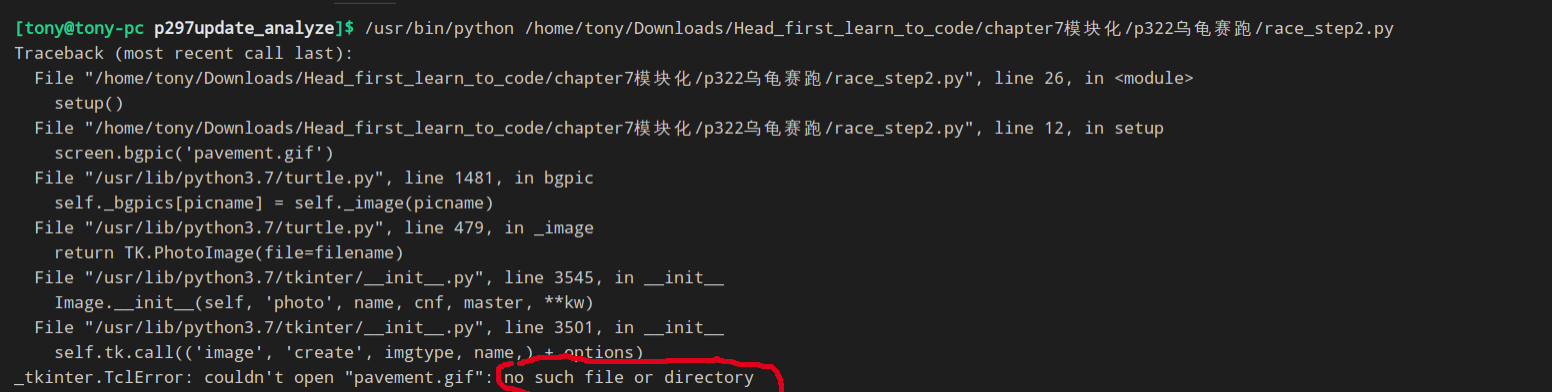 [tony@tony-pc p297update_analyze]$ /usr/bin/python /home/tony/Downloads/Head_first_learn_to_code/chapter7模块化/p322乌龟赛跑/race_step2.py
Traceback (most recent call last):
  File "/home/tony/Downloads/Head_first_learn_to_code/chapter7模块化/p322乌龟赛跑/race_step2.py", line 26, in <module>
    setup()
  File "/home/tony/Downloads/Head_first_learn_to_code/chapter7模块化/p322乌龟赛跑/race_step2.py", line 12, in setup
    screen.bgpic('pavement.gif')
  File "/usr/lib/python3.7/turtle.py", line 1481, in bgpic
    self._bgpics[picname] = self._image(picname)
  File "/usr/lib/python3.7/turtle.py", line 479, in _image
    return TK.PhotoImage(file=filename)
  File "/usr/lib/python3.7/tkinter/__init__.py", line 3545, in __init__
    Image.__init__(self, 'photo', name, cnf, master, **kw)
  File "/usr/lib/python3.7/tkinter/__init__.py", line 3501, in __init__
    self.tk.call(('image', 'create', imgtype, name,) + options)
_tkinter.TclError: couldn't open "pavement.gif": no such file or directory